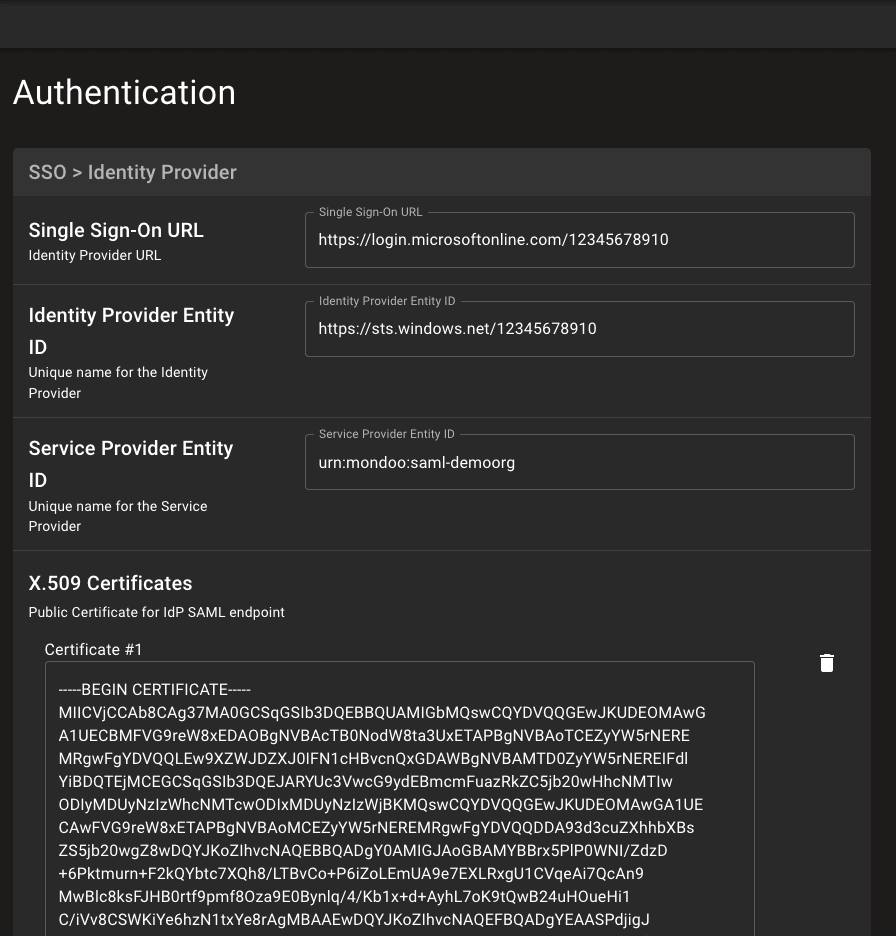 Authentication
SSO > Identity Provider
Single Sign-On URL
Identity Provider URL
Single Sign-On URL
https://login.microsoftonline.com/12345678910
Identity Provider Entity
ID
Unique name for the Identity
Provider
Identity Provider Entity ID
https://sts.windows.net/12345678910
Service Provider Entity
ID
Unique name for the Service
Provider
Service Provider Entity ID
urn:mondoo:saml-demoorg
X.509 Certificates
Public Certificate for IdP SAML endpoint
Certificate #1
-----BEGIN CERTIFICATE-----
MIICVjCCAb8CAg37MA0GCSqGSIb3DQEBBQUAMIGbMQswCQYDVQQGEwJKUDEOMAwG
A1UECBMFVG9reW8xEDAOBgNVBAcTB0NodW8ta3UxETAPBgNVBAoTCEZyYW5rNERE
MRgwFgYDVQQLEw9XZWJDZXJ0IFN1cHBvcnQxGDAWBgNVBAMTD0ZyYW5rNEREIFdl
YiBDQTEjMCEGCSqGSIb3DQEJARYUc3VwcG9ydEBmcmFuazRkZC5jb20wHhcNMTIw
ODIyMDUyNzIzWhcNMTcwODIxMDUyNzIzWjBKMQswCQYDVQQGEwJKUDEOMAwGA1UE
CAwFVG9reW8xETAPBgNVBAoMCEZyYW5rNEREMRgwFgYDVQQDDA93d3cuZXhhbXBs
ZS5jb20wgZ8wDQYJKoZIhvcNAQEBBQADgY0AMIGJAoGBAMYBBrx5PlP0WNI/ZdzD
+6Pktmurn+F2kQYbtc7XQh8/LTBvCo+P6iZoLEmUA9e7EXLRxgU1CVqeAi7QcAn9
MwBlc8ksFJHB0rtf9pmf8Oza9E0Bynlq/4/Kb1x+d+AyhL7oK9tQwB24uHOueHi1
C/iVv8CSWKiYe6hzN1txYe8rAgMBAAEwDQYJKoZIhvcNAQEFBQADgYEAASPdjigJ